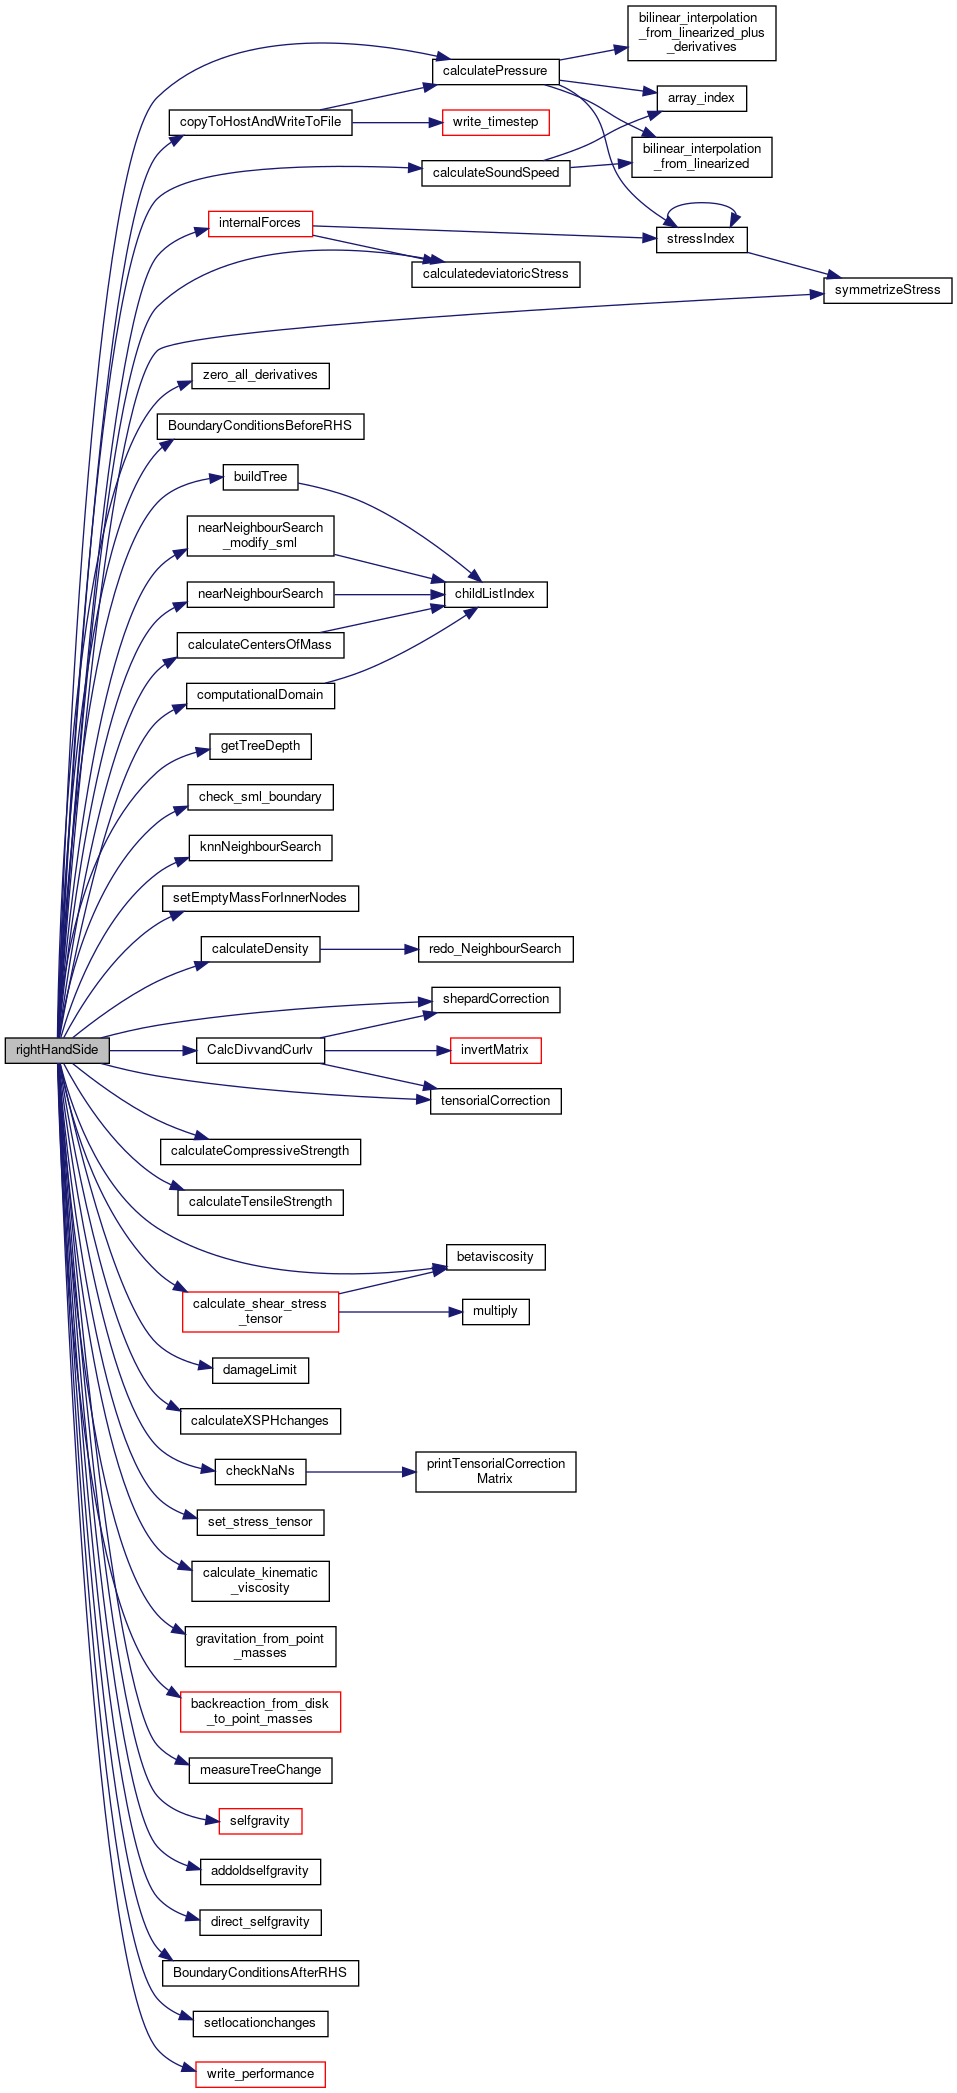 bilinear_interpolation
_from_linearized_plus
_derivatives
calculatePressure
array_index
copyToHostAndWriteToFile
write_timestep
bilinear_interpolation
_from_linearized
calculateSoundSpeed
internalForces
stressIndex
calculatedeviatoricStress
symmetrizeStress
zero_all_derivatives
BoundaryConditionsBeforeRHS
buildTree
nearNeighbourSearch
_modify_sml
nearNeighbourSearch
childListIndex
calculateCentersOfMass
computationalDomain
getTreeDepth
check_sml_boundary
knnNeighbourSearch
setEmptyMassForInnerNodes
calculateDensity
redo_NeighbourSearch
shepardCorrection
rightHandSide
CalcDivvandCurlv
invertMatrix
tensorialCorrection
calculateCompressiveStrength
calculateTensileStrength
betaviscosity
calculate_shear_stress
_tensor
multiply
damageLimit
calculateXSPHchanges
checkNaNs
printTensorialCorrection
Matrix
set_stress_tensor
calculate_kinematic
_viscosity
gravitation_from_point
_masses
backreaction_from_disk
_to_point_masses
measureTreeChange
selfgravity
addoldselfgravity
direct_selfgravity
BoundaryConditionsAfterRHS
setlocationchanges
write_performance